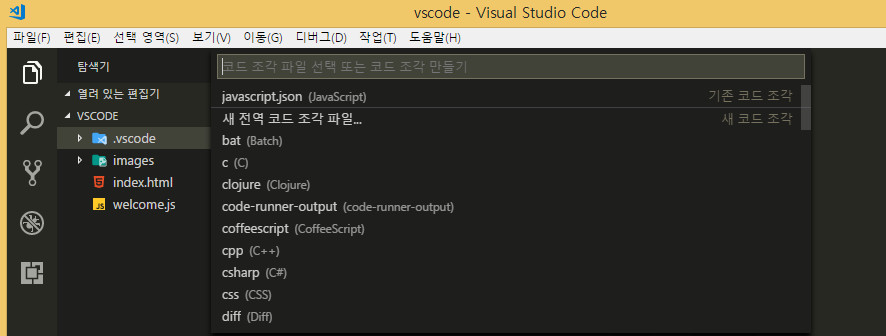 vscode - Visual Studio Code
파일(F) 편집(E) 선택 영역(S) 보기(V) 이동(G) 디버그(D) 작업(T) 도움말(H)
탐색기
열려 있는 편집기
VSCODE
.vscode
images
index.html
JS welcome.js
코드 조각 파일 선택 또는 코드 조각 만들기
javascript.json (JavaScript) 기존 코드 조각
새 전역 코드 조각 파일... 새 코드 조각
bat (Batch)
c (C)
clojure (Clojure)
code-runner-output (code-runner-output)
coffeescript (CoffeeScript)
cpp (C++)
csharp (C#)
css (CSS)
diff (Diff)